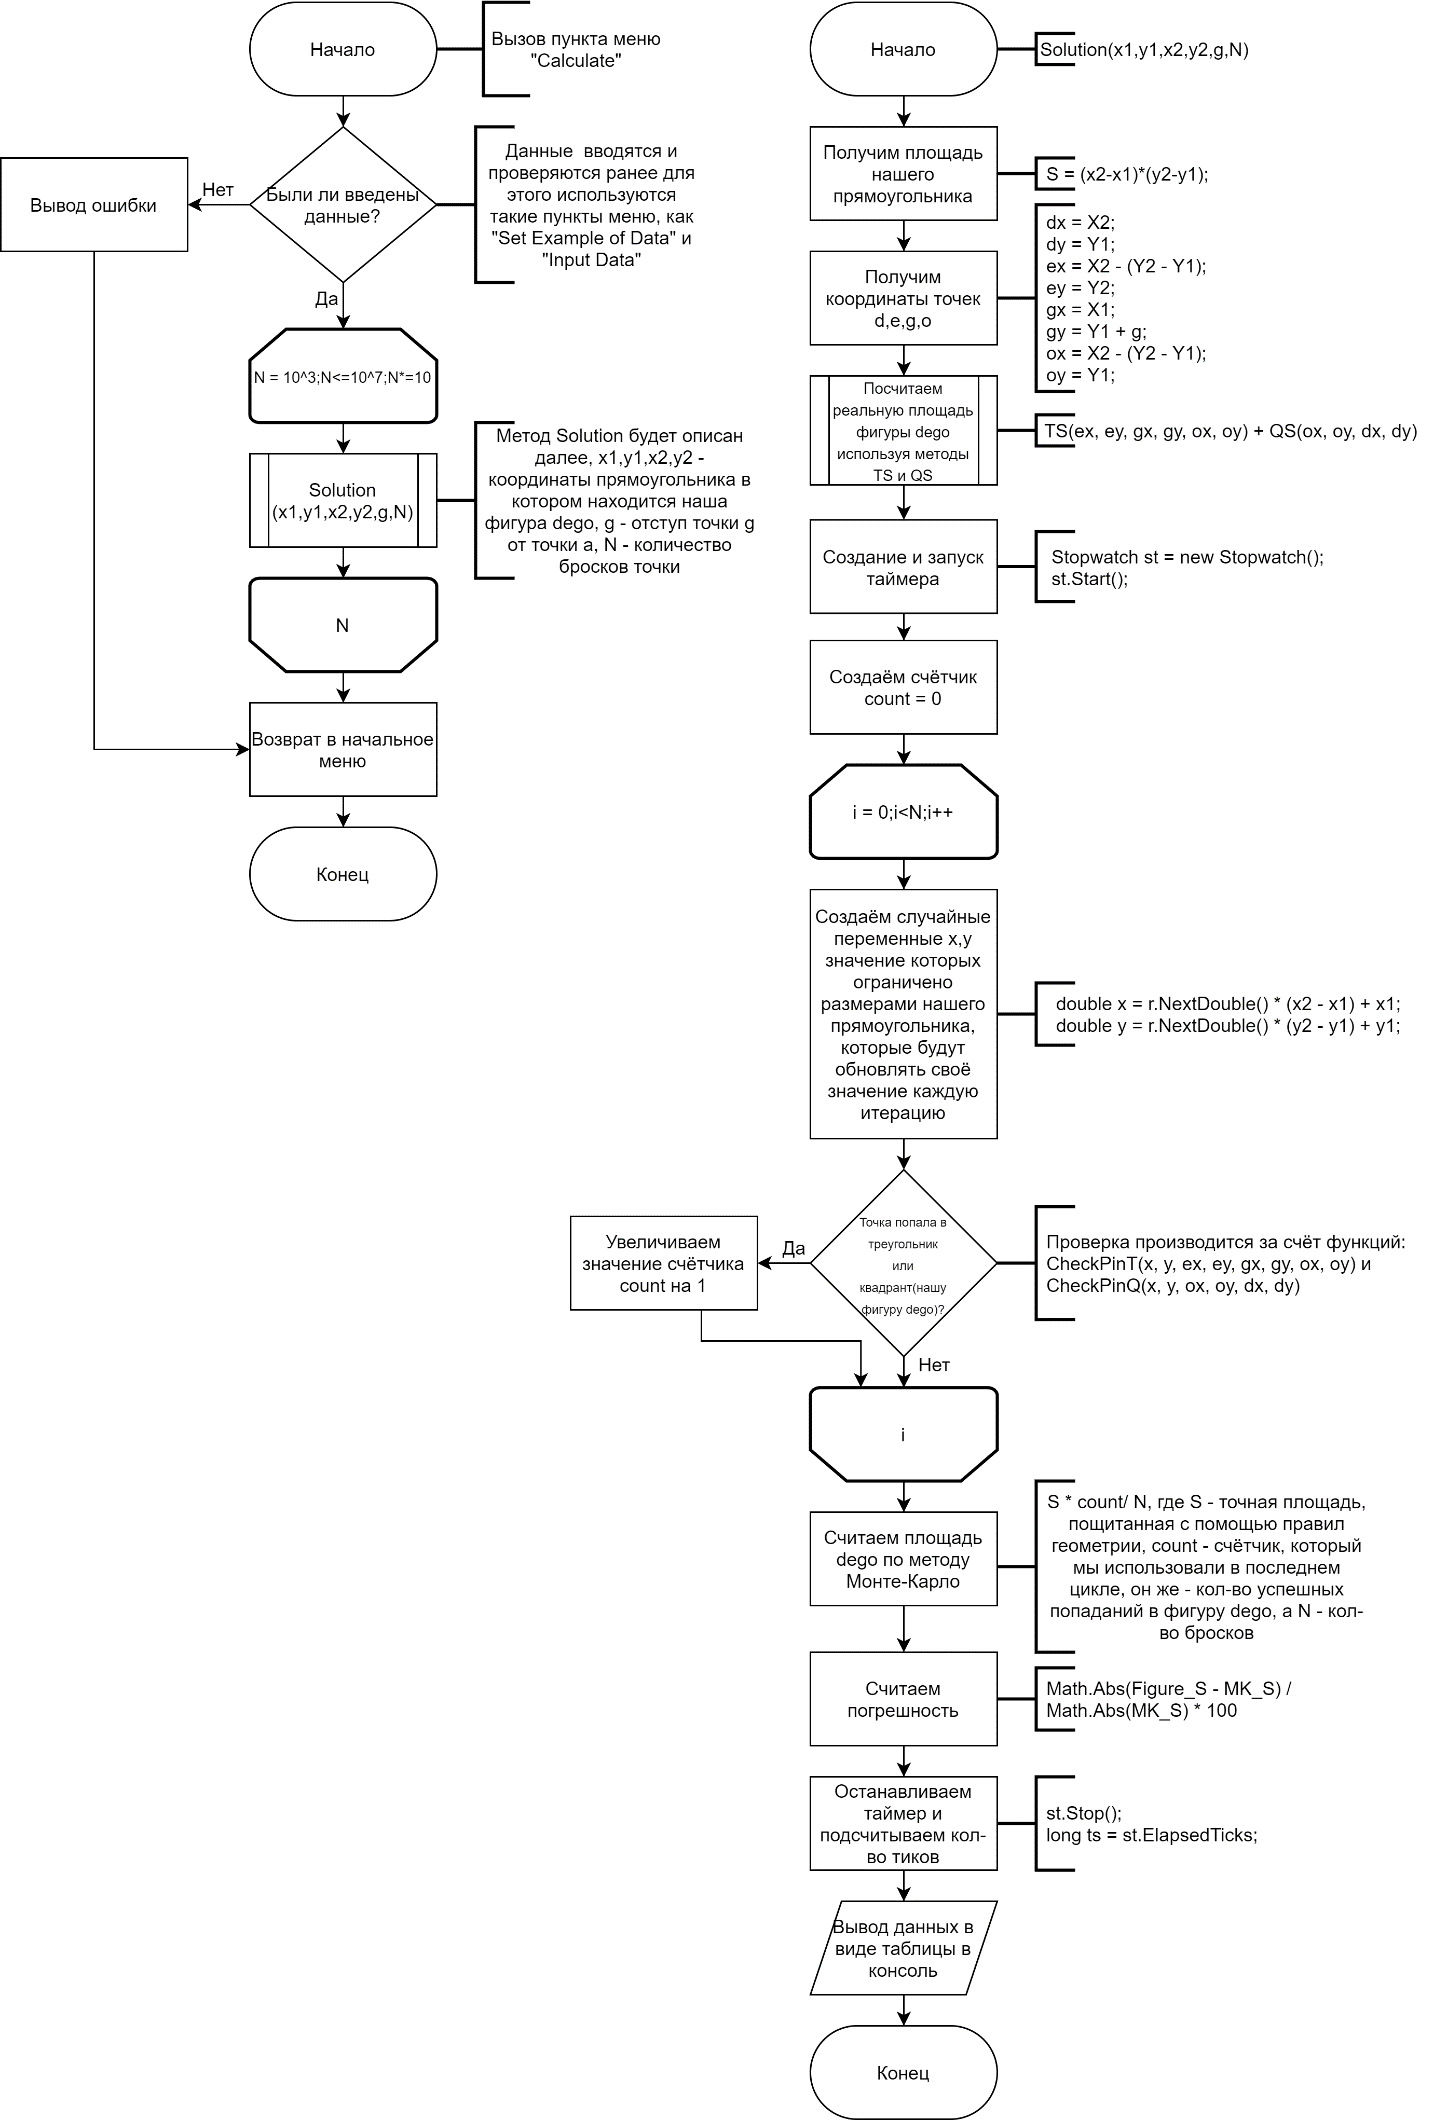 Начало
Вызов пункта меню
"Calculate"
Были ли введены
данные?
Данные  вводятся и
проверяются ранее для
этого используются
такие пункты меню, как
"Set Example of Data" и
"Input Data"
Нет
Вывод ошибки
Да
N = 10^3;N<=10^7;N*=10
Solution
(x1,y1,x2,y2,g,N)
Метод Solution будет описан
далее, x1,y1,x2,y2 -
координаты прямоугольника в
котором находится наша
фигура dego, g - отступ точки g
от точки a, N - количество
бросков точки
N
Возврат в начальное
меню
Конец
Начало
Solution(x1,y1,x2,y2,g,N)
Получим площадь
нашего
прямоугольника
S = (x2-x1)*(y2-y1);
Получим
координаты точек
d,e,g,o
dx = X2;
dy = Y1;
ex = X2 - (Y2 - Y1);
ey = Y2;
gx = X1;
gy = Y1 + g;
ox = X2 - (Y2 - Y1);
oy = Y1;
Посчитаем
реальную площадь
фигуры dego
используя методы
TS и QS
TS(ex, ey, gx, gy, ox, oy) + QS(ox, oy, dx, dy)
Создание и запуск
таймера
Stopwatch st = new Stopwatch();
st.Start();
Создаём счётчик
count = 0
i = 0;i<N;i++
Создаём случайные
переменные x,y
значение которых
ограничено
размерами нашего
прямоугольника,
которые будут
обновлять своё
значение каждую
итерацию
double x = r.NextDouble() * (x2 - x1) + x1;
double y = r.NextDouble() * (y2 - y1) + y1;
Точка попала в
треугольник
или
квадрант(нашу
фигуру dego)?
Проверка производится за счёт функций:
CheckPinT(x, y, ex, ey, gx, gy, ox, oy) и
CheckPinQ(x, y, ox, oy, dx, dy)
Да
Увеличиваем
значение счётчика
count на 1
Нет
i
Считаем площадь
dego по методу
Монте-Карло
S * count/ N, где S - точная площадь,
пощитанная с помощью правил
геометрии, count - счётчик, который
мы использовали в последнем
цикле, он же - кол-во успешных
попаданий в фигуру dego, а N - кол-
во бросков
Считаем
погрешность
Math.Abs(Figure_S - MK_S) /
Math.Abs(MK_S) * 100
Останавливаем
таймер и
подсчитываем кол-
во тиков
st.Stop();
long ts = st.ElapsedTicks;
Вывод данных в
виде таблицы в
консоль
Конец